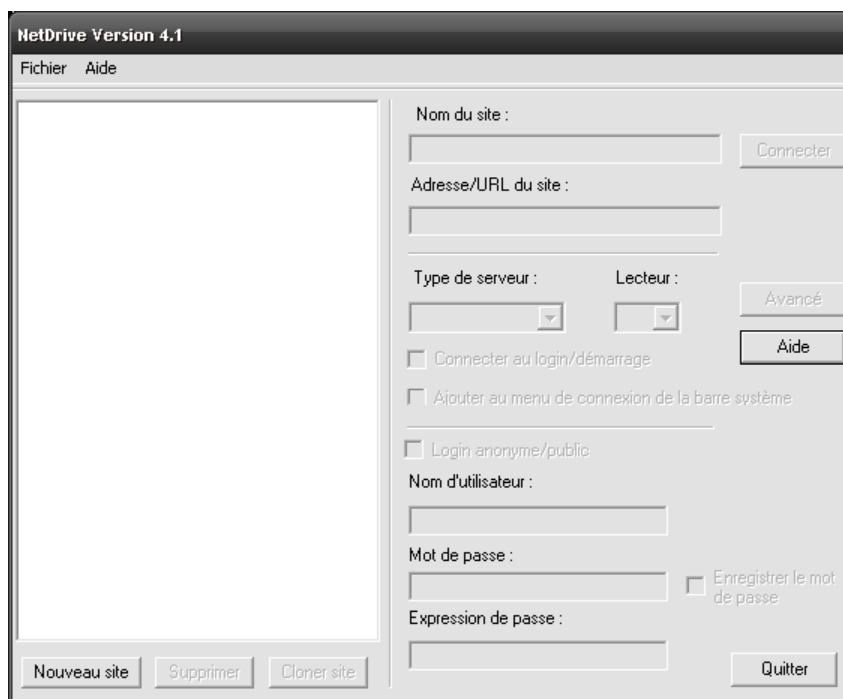 NetDrive Version 4.1
Fichier Aide
Nom du site :
Connecter
Adresse/URL du site :
Type de serveur : Lecteur :
Avancé
Aide
Connecter au login/démarrage
Ajouter au menu de connexion de la barre système
Login anonyme/public
Nom d'utilisateur :
Mot de passe :
Enregistrer le mot
de passe
Expression de passe :
Nouveau site Supprimer Cloner site Quitter